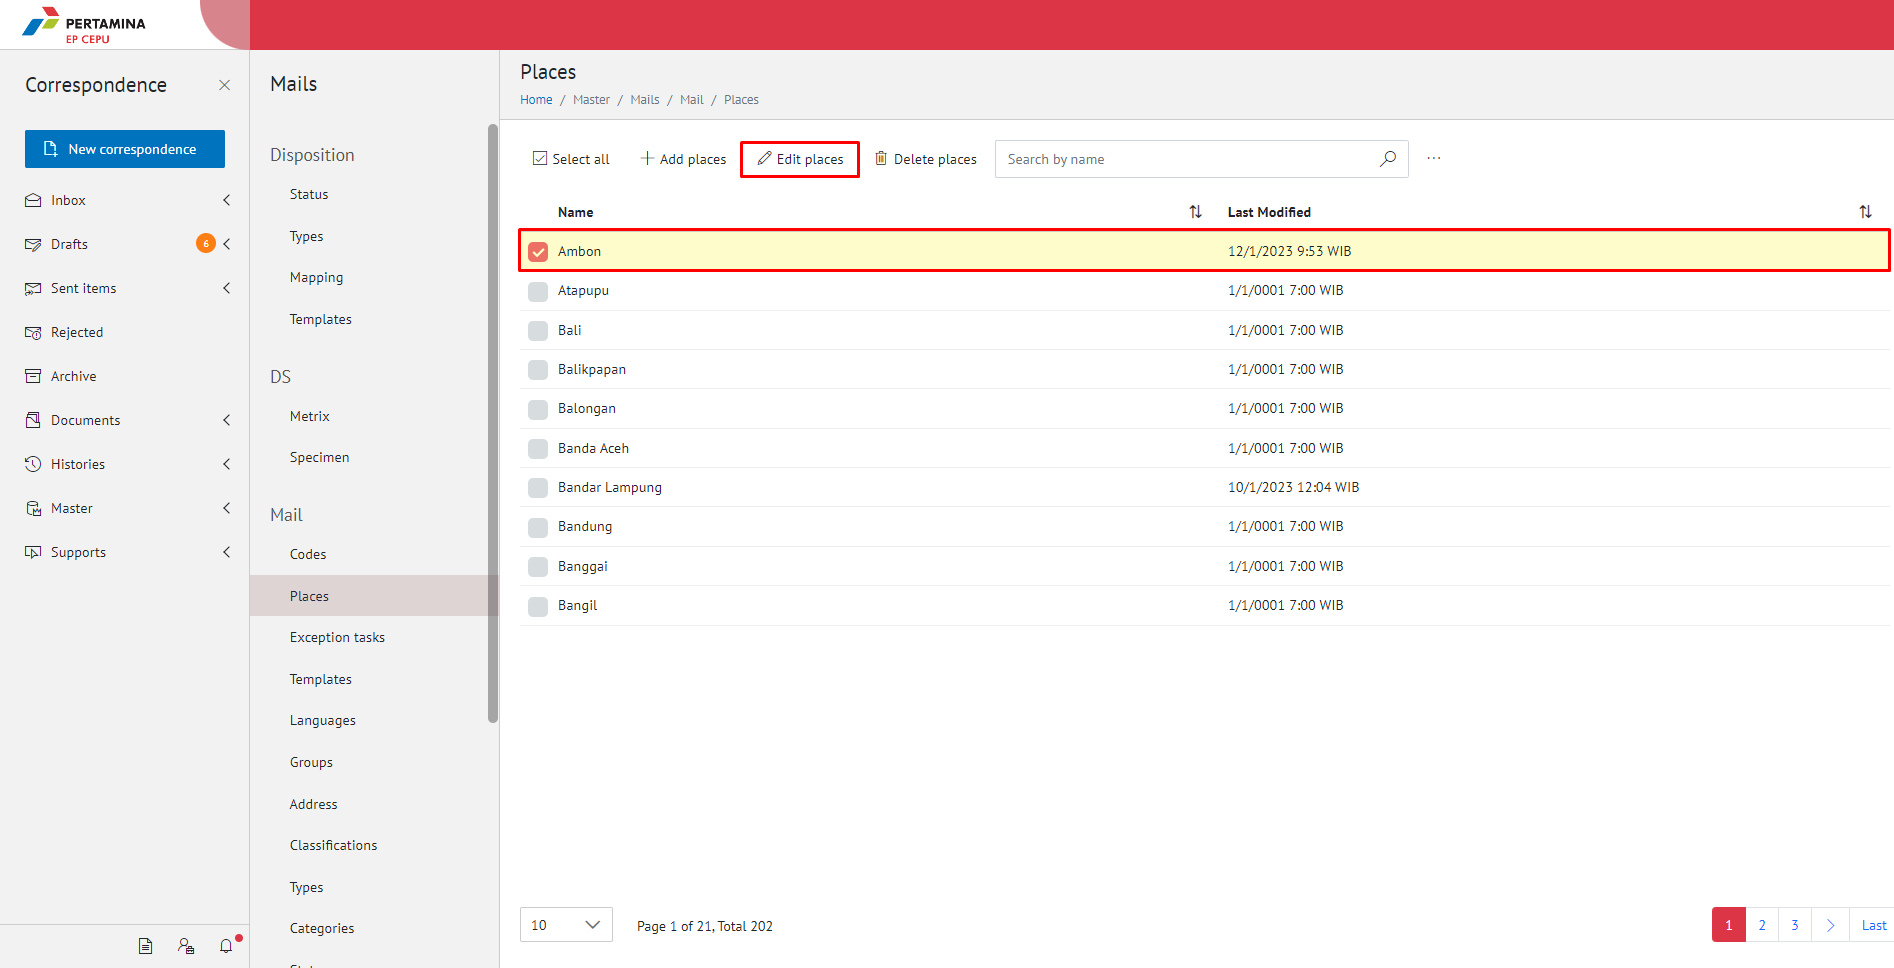 PERTAMINA
EP CEPU
Correspondence
New correspondence
Inbox
Drafts 6
Sent items
Rejected
Archive
Documents
Histories
Master
Supports
Mails
Disposition
Status
Types
Mapping
Templates
DS
Metrix
Specimen
Mail
Codes
Places
Exception tasks
Templates
Languages
Groups
Address
Classifications
Types
Categories
Places
Home / Master / Mails / Mail / Places
Select all Add places Edit places Delete places Search by name ...
Name Last Modified
Ambon 12/1/2023 9:53 WIB
Atapupu 1/1/0001 7:00 WIB
Bali 1/1/0001 7:00 WIB
Balikpapan 1/1/0001 7:00 WIB
Balongan 1/1/0001 7:00 WIB
Banda Aceh 1/1/0001 7:00 WIB
Bandar Lampung 10/1/2023 12:04 WIB
Bandung 1/1/0001 7:00 WIB
Banggai 1/1/0001 7:00 WIB
Bangil 1/1/0001 7:00 WIB
10 Page 1 of 21, Total 202 1 2 3 Last